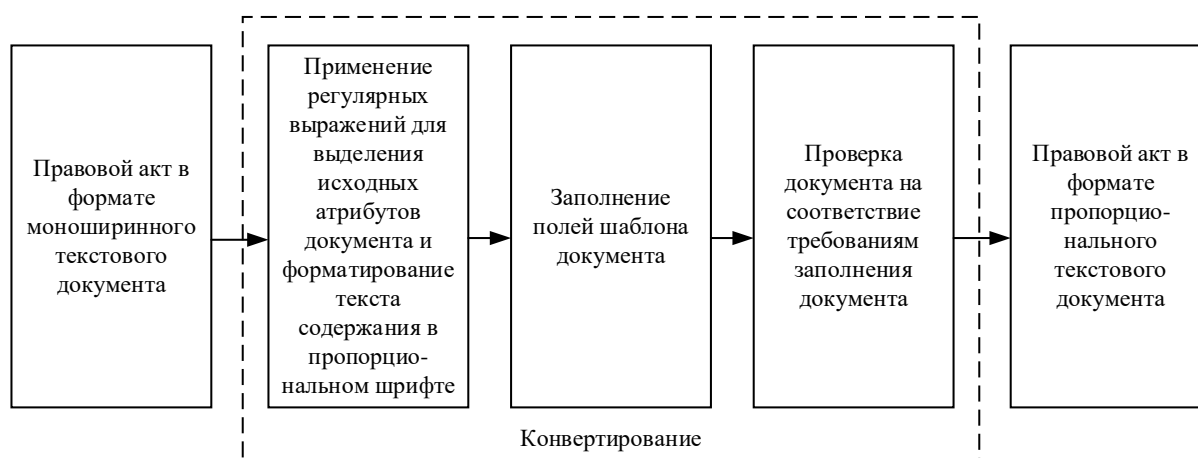 Правовой акт в
формате
моноширинного
текстового
документа
Применение
регулярных
выражений для
выделения
исходных
атрибутов
документа и
форматирование
текста
содержания в
пропорцио-
нальном шрифте
Заполнение
полей шаблона
документа
Проверка
документа на
соответствие
требованиям
заполнения
документа
Правовой акт в
формате
пропорцио-
нального
текстового
документа
Конвертирование